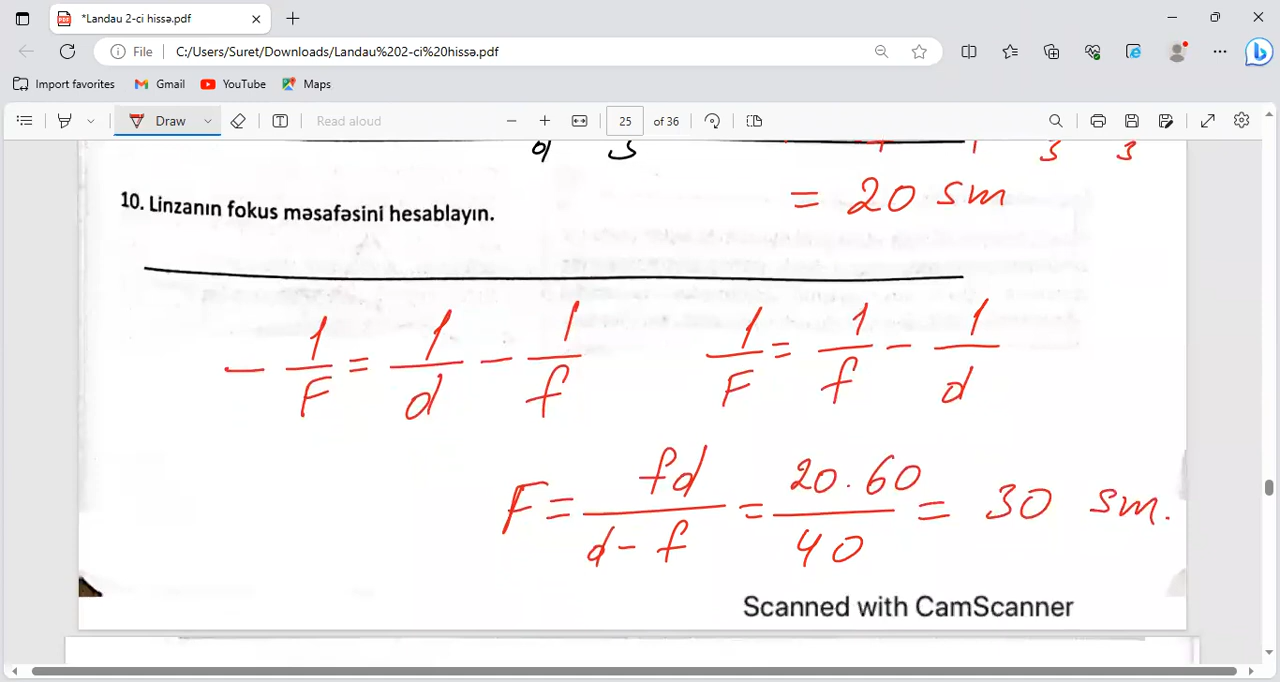 *Landau 2-ci hissə.pdf
File C:/Users/Suret/Downloads/Landau%202-ci%20hissə.pdf
Import favorites Gmail YouTube Maps
Draw Read aloud 25 of 36
= 20 sm
10. Linzanın fokus məsafəsini hesablayın.
- 1/F = 1/d - 1/f 1/F = 1/f - 1/d
F = fd/(d-f) = 20.60/40 = 30 sm.
Scanned with CamScanner